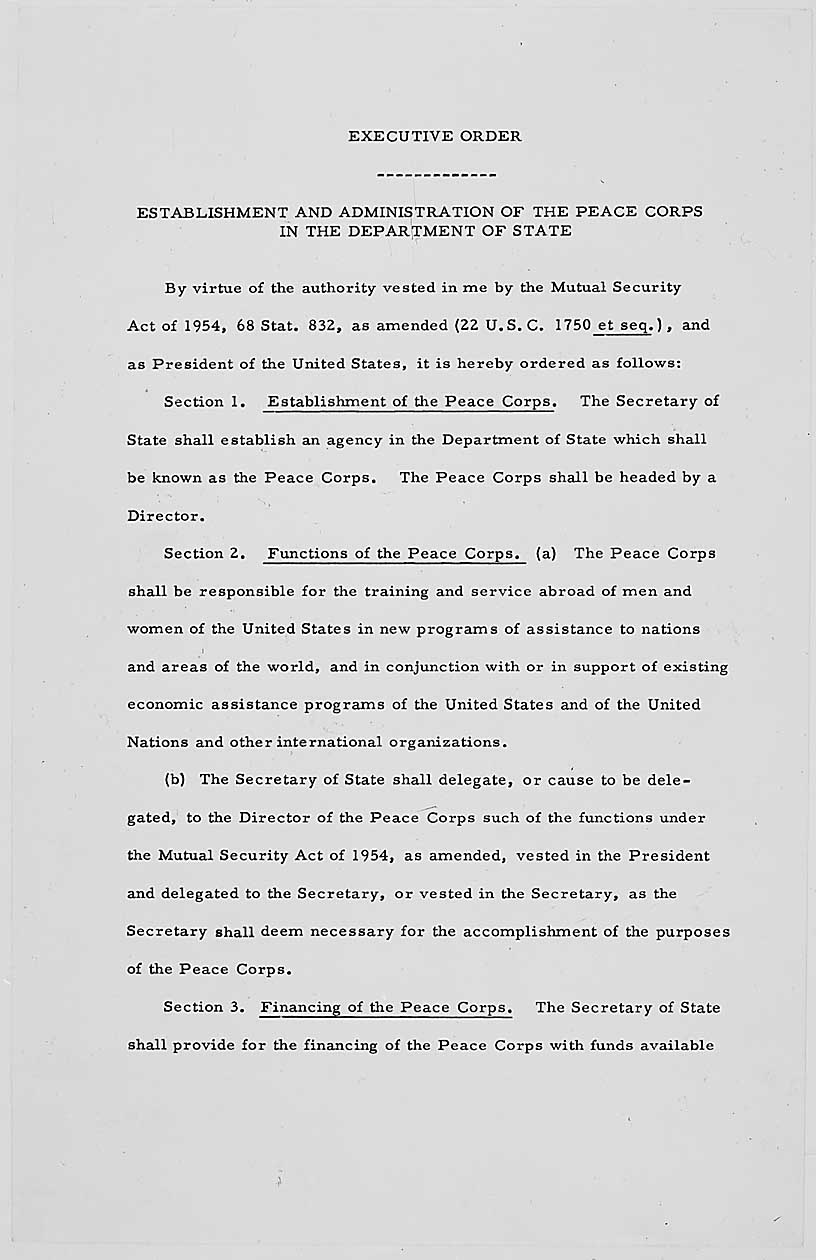 EXECUTIVE ORDER
-------------
ESTABLISHMENT AND ADMINISTRATION OF THE PEACE CORPS
IN THE DEPARTMENT OF STATE
By virtue of the authority vested in me by the Mutual Security
Act of 1954, 68 Stat. 832, as amended (22 U.S.C. 1750 et seq.), and
as President of the United States, it is hereby ordered as follows:
Section 1. Establishment of the Peace Corps. The Secretary of
State shall establish an agency in the Department of State which shall
be known as the Peace Corps. The Peace Corps shall be headed by a
Director.
Section 2. Functions of the Peace Corps. (a) The Peace Corps
shall be responsible for the training and service abroad of men and
women of the United States in new programs of assistance to nations
and areas of the world, and in conjunction with or in support of existing
economic assistance programs of the United States and of the United
Nations and other international organizations.
(b) The Secretary of State shall delegate, or cause to be dele-
gated, to the Director of the Peace Corps such of the functions under
the Mutual Security Act of 1954, as amended, vested in the President
and delegated to the Secretary, or vested in the Secretary, as the
Secretary shall deem necessary for the accomplishment of the purposes
of the Peace Corps.
Section 3. Financing of the Peace Corps. The Secretary of State
shall provide for the financing of the Peace Corps with funds available